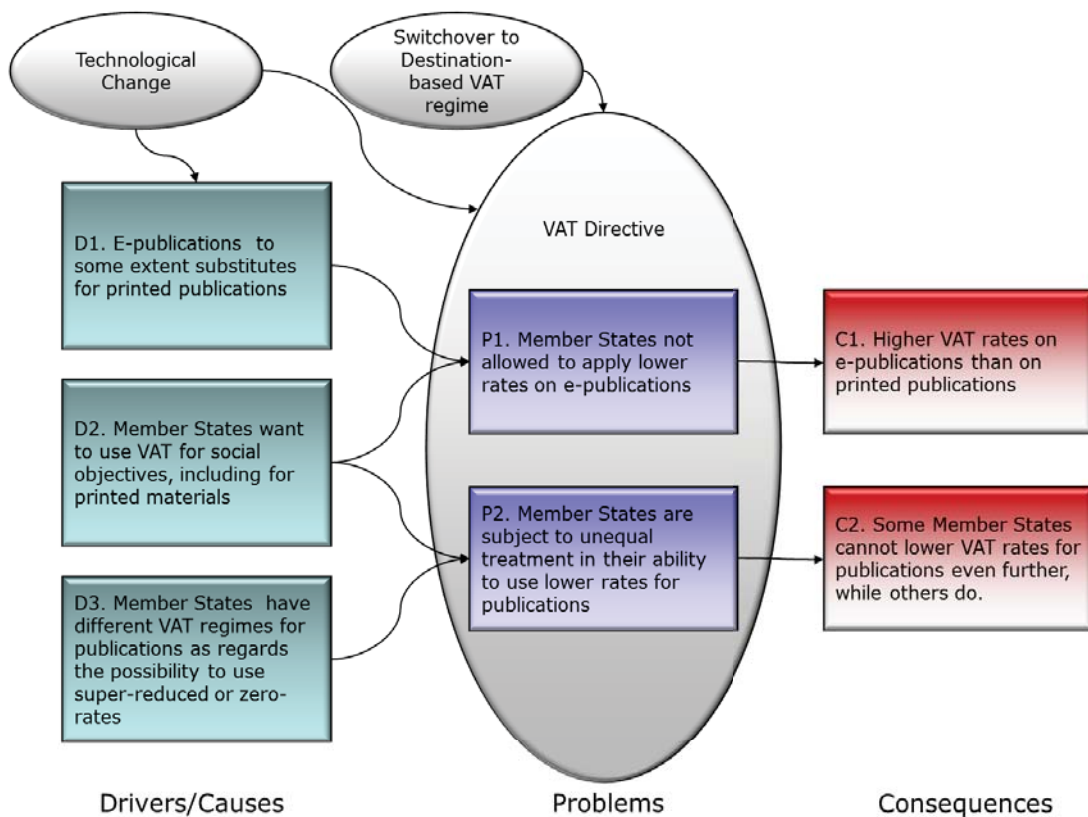 Technological
Change
Switchover to
Destination-
based VAT
regime
VAT Directive
D1. E-publications to
some extent substitutes
for printed publications
P1. Member States not
allowed to apply lower
rates on e-publications
C1. Higher VAT rates on
e-publications than on
printed publications
D2. Member States want
to use VAT for social
objectives, including for
printed materials
P2. Member States are
subject to unequal
treatment in their ability
to use lower rates for
publications
C2. Some Member States
cannot lower VAT rates for
publications even further,
while others do.
D3. Member States have
different VAT regimes for
publications as regards
the possibility to use
super-reduced or zero-
rates
Drivers/Causes
Problems
Consequences